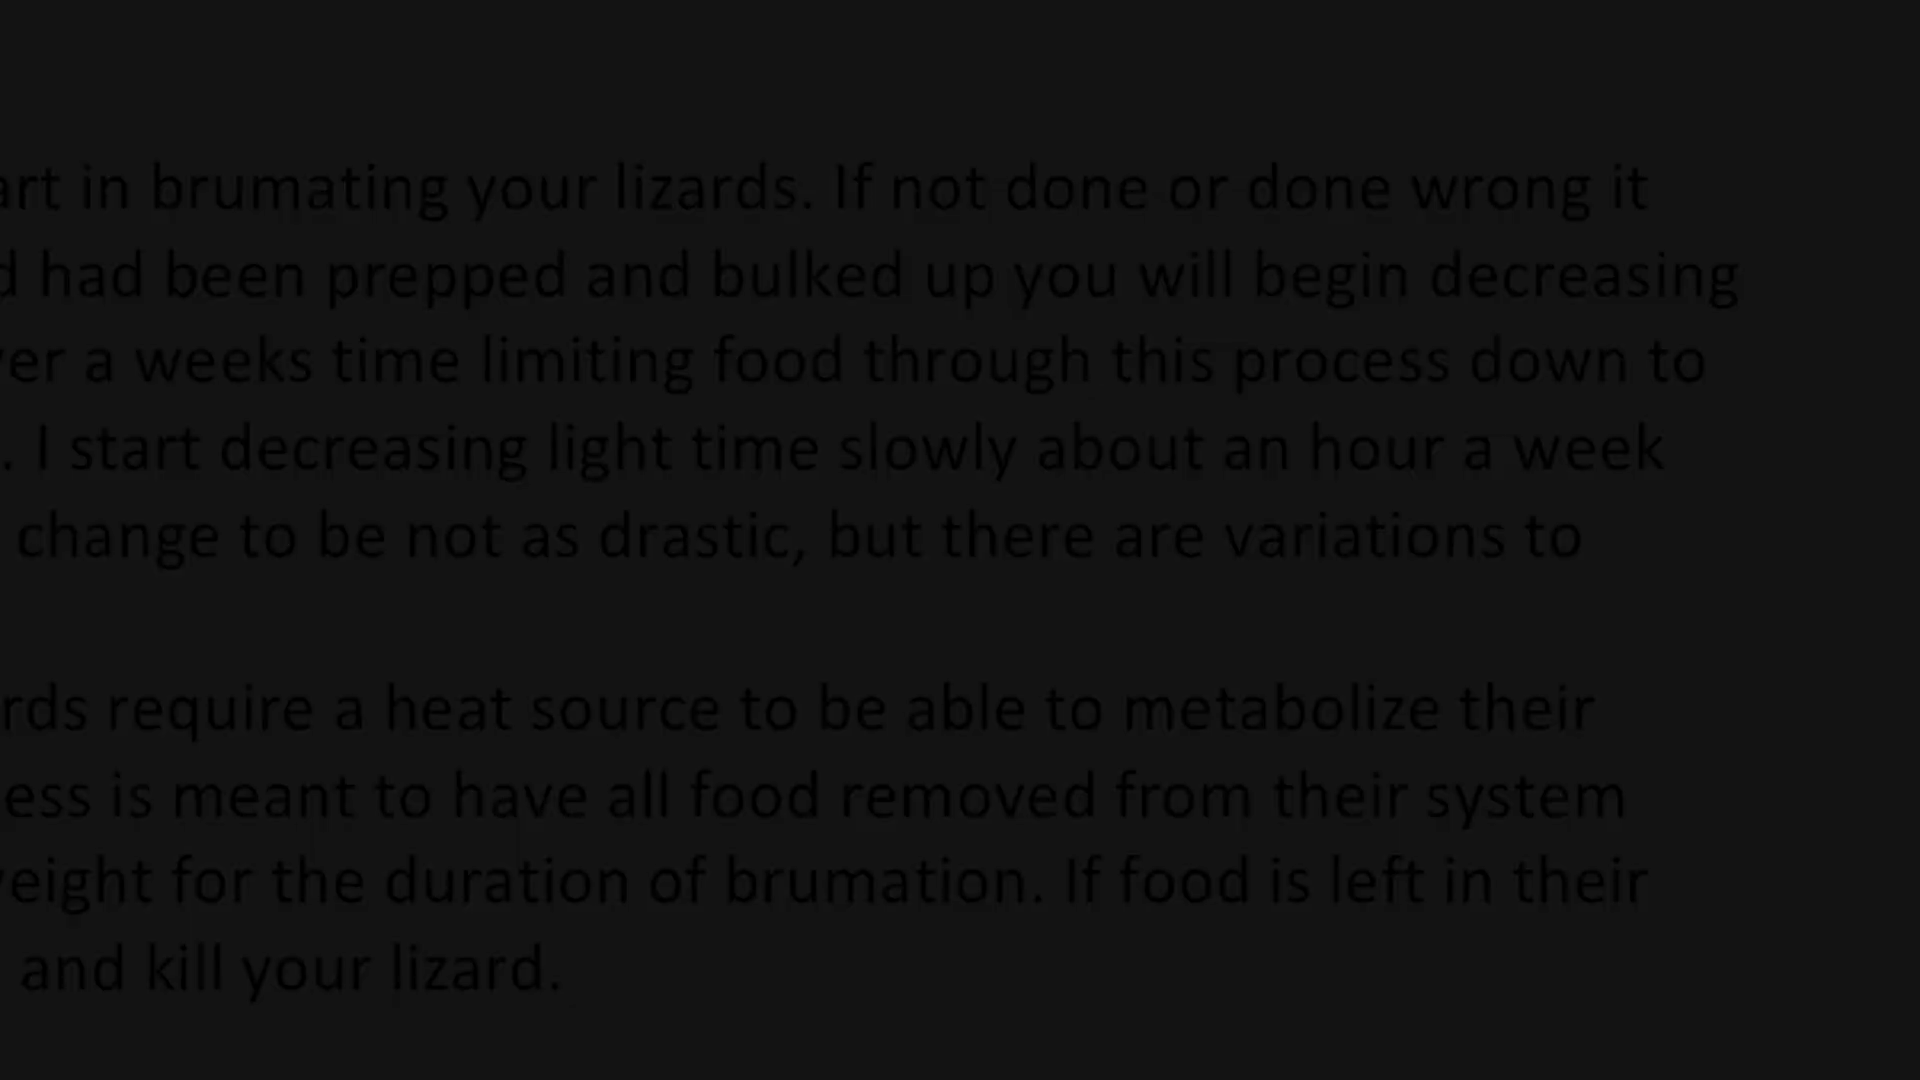 art in brumating your lizards. If not done or done wrong it
d had been prepped and bulked up you will begin decreasing
ver a weeks time limiting food through this process down to
. I start decreasing light time slowly about an hour a week
change to be not as drastic, but there are variations to
rds require a heat source to be able to metabolize their
ess is meant to have all food removed from their system
weight for the duration of brumation. If food is left in their
and kill your lizard.